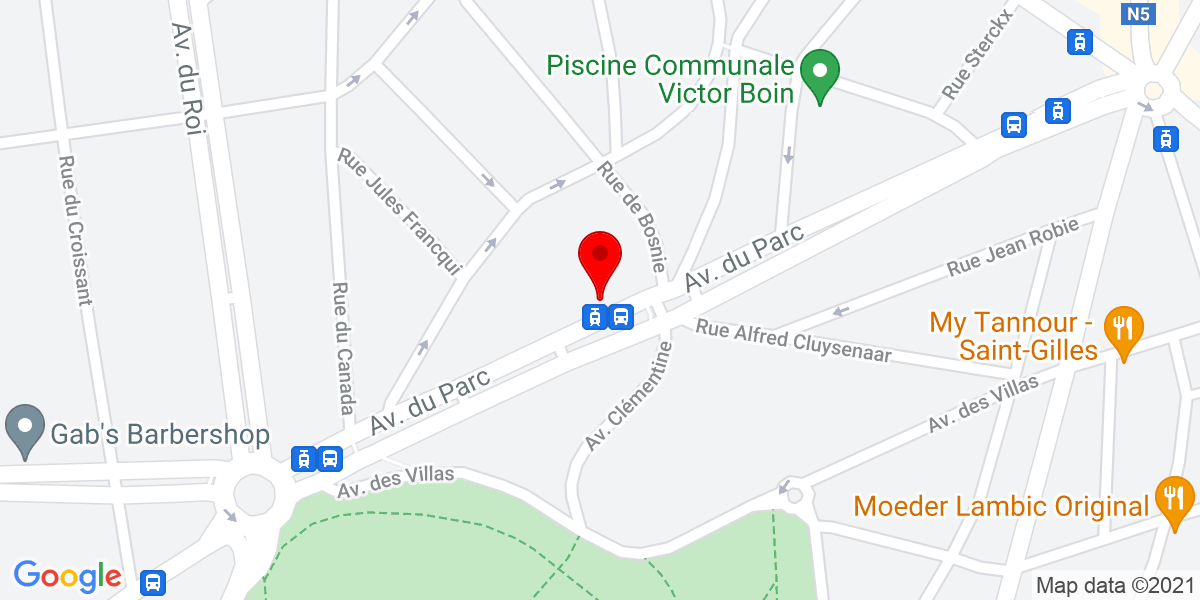 N5
Av. du Roi
Rue Sterckx
Piscine Communale
Victor Boin
Rue du Croissant
Rue Jules Francqui
Rue de Bosnie
Av. du Parc
Rue Jean Robie
Rue du Canada
Rue Alfred Cluysenaar
My Tannour -
Saint-Gilles
Av. du Parc
Av. Clémentine
Av. des Villas
Gab's Barbershop
Av. des Villas
Moeder Lambic Original
Google
Map data ©2021